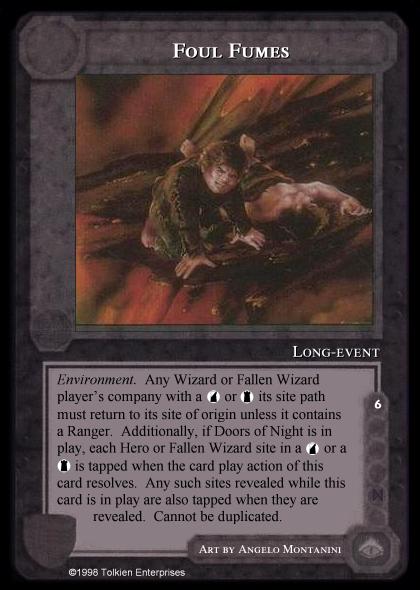 Foul Fumes
Long-event
Environment. Any Wizard or Fallen Wizard
player's company with a or its site path
must return to its site of origin unless it contains
a Ranger. Additionally, if Doors of Night is in
play, each Hero or Fallen Wizard site in a or a
is tapped when the card play action of this
card resolves. Any such sites revealed while this
card is in play are also tapped when they are
revealed. Cannot be duplicated.
6
Art by Angelo Montanini
©1998 Tolkien Enterprises